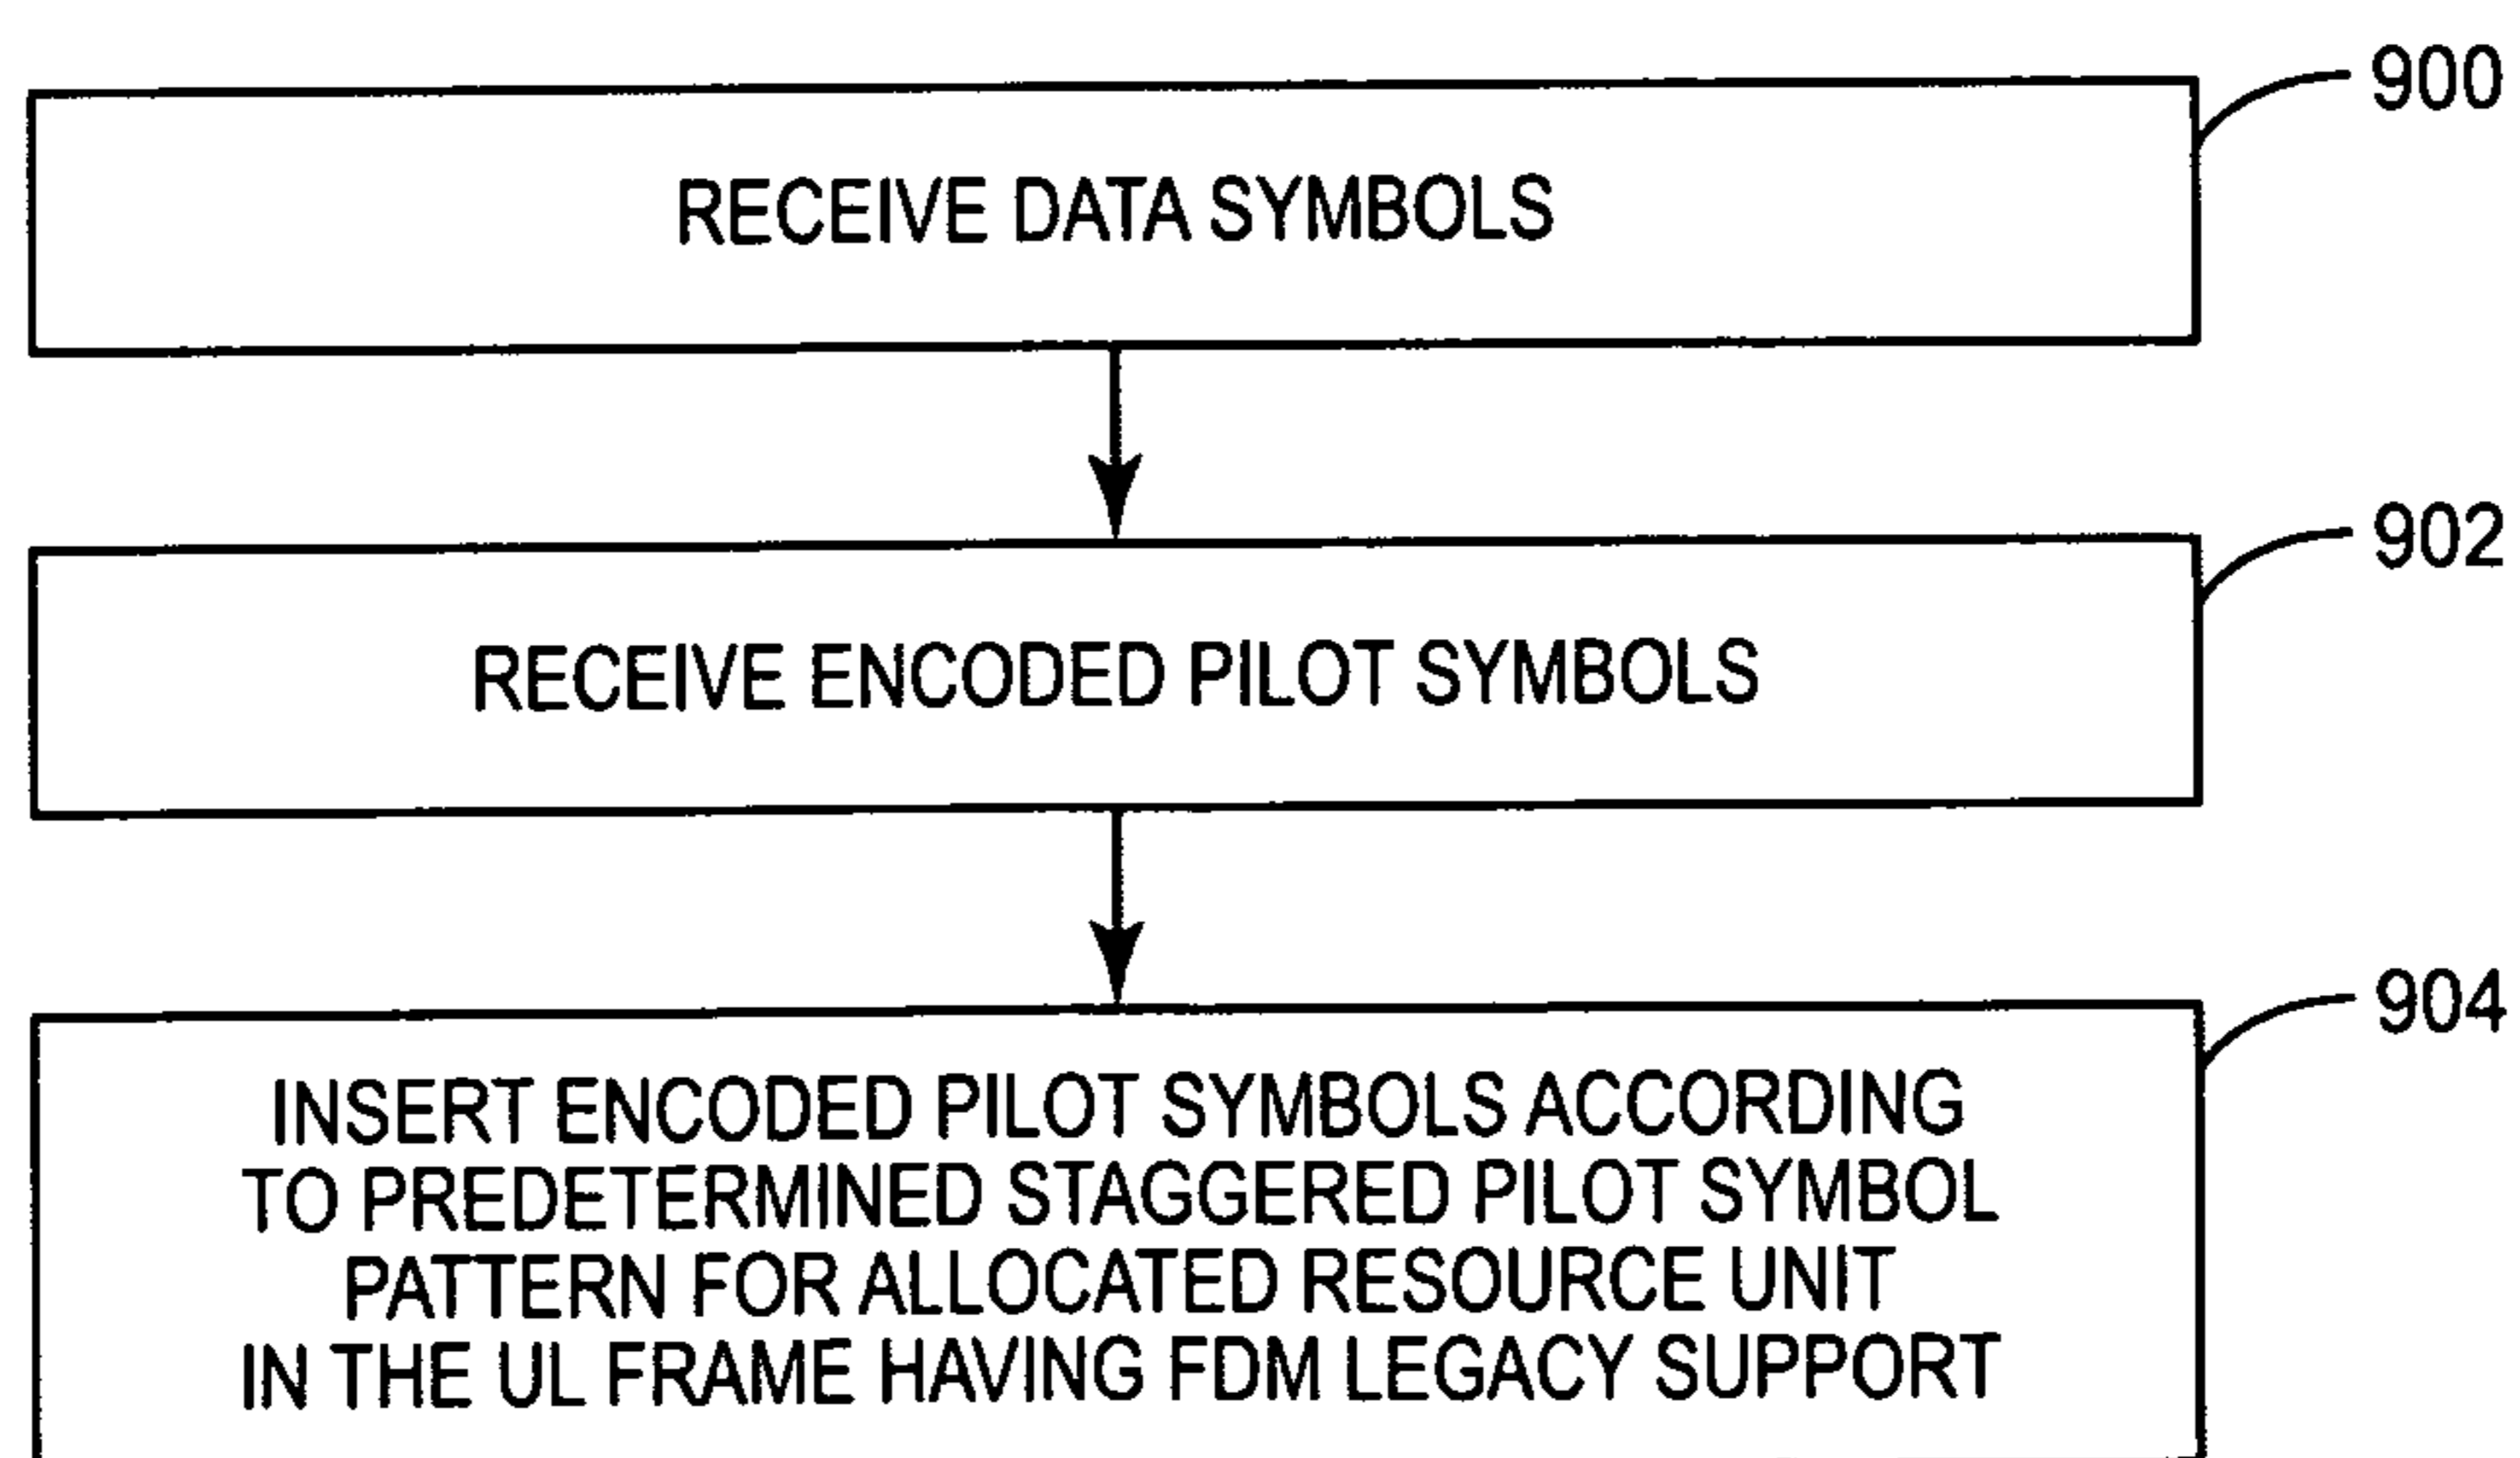 900
RECEIVE DATA SYMBOLS
902
RECEIVE ENCODED PILOT SYMBOLS
904
INSERT ENCODED PILOT SYMBOLS ACCORDING
TO PREDETERMINED STAGGERED PILOT SYMBOL
PATTERN FOR ALLOCATED RESOURCE UNIT
IN THE UL FRAME HAVING FDM LEGACY SUPPORT